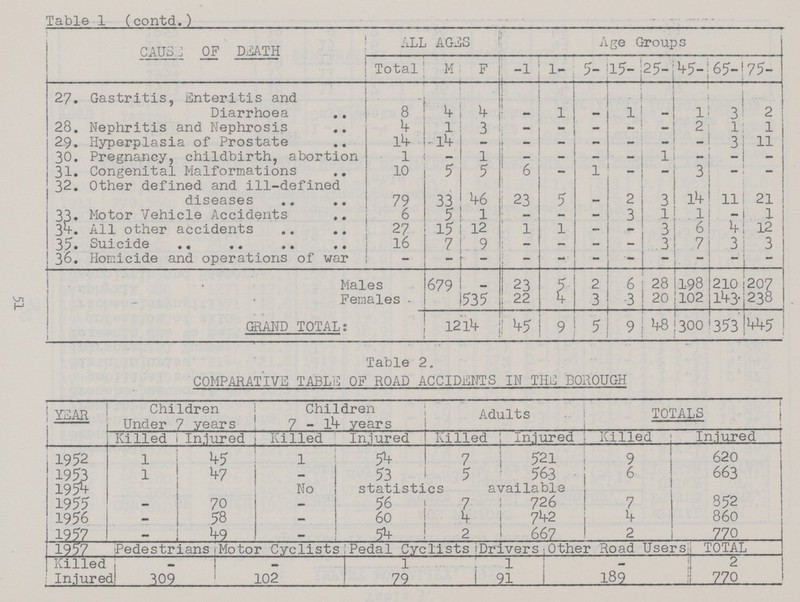 Table 1 (contd.)
CAUSE OF DEATH ALL AGES Age Groups
Total M F -1 1- 5- 15- 25- 45- 65- 75-
27. Gastritis, Enteritis and
Diarrhoea .. 8 4 4 - 1 - 1 - 1 3 2
28. Nephritis and Nephrosis .. 4 1 3 - - - - - 2 1 1
29. Hyperplasia of Prostate .. 14 14 - - - - - - - 3 11
30. Pregnancy, childbirth, abortion 1 - 1 - - - - 1 - - -
31. Congenital Malformations .. 10 5 5 6 - 1 - - 3 - -
32. Other defined and ill-defined
diseases .. .. 79 33 46 23 5 - 2 3 14 11 21
33. Motor Vehicle Accidents .. 6 5 1 - - - 3 1 1 - 1
34. All other accidents .. .. 27 15 12 1 1 - - 3 6 4 12
35. Suicide .. .. .. .. .. 16 7 9 - - - - 3 7 3 3
36. Homicide and operations of war - - - - - - - - - - -
Males 679 - 23 5 2 6 28 198 210 207
Females - 535 22 4 3 3 20 102 143 238
GRAND TOTAL: 1214 45 9 5 9 48 300 353 445
51
Table 2.
COMPARATIVE TABLE OF ROAD ACCIDENTS IN THE BOROUGH
YEAR Children Under 7 years Children 7 - 14 years Adults TOTALS
Killed Injured Killed Injured Killed Injured Killed Injured
1952 1 45 1 54 7 521 9 620
1953 1 47 - 53 5 563 6 663
1954 No statistics available
1955 - 70 - 56 7 726 7 852
1956 - 58 - 60 4 742 4 860
1957 - 49 - 54 2 667 2 770
1957 Pedestrians Motor Cyclists Pedal Cyclists Drivers Other Road Users TOTAL
Killed - - 1 1 - 2
Injured 309 102 79 91 189 770